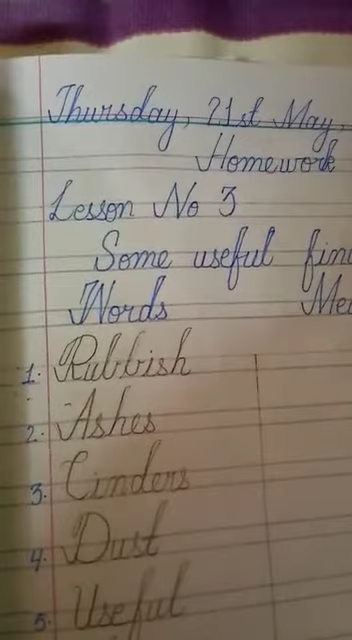 Thursday, 21st May,
Homework
Lesson No 3
Some useful
Words
1. Rubbish
2. Ashes
3. Cinders
4. Dust
5. Useful